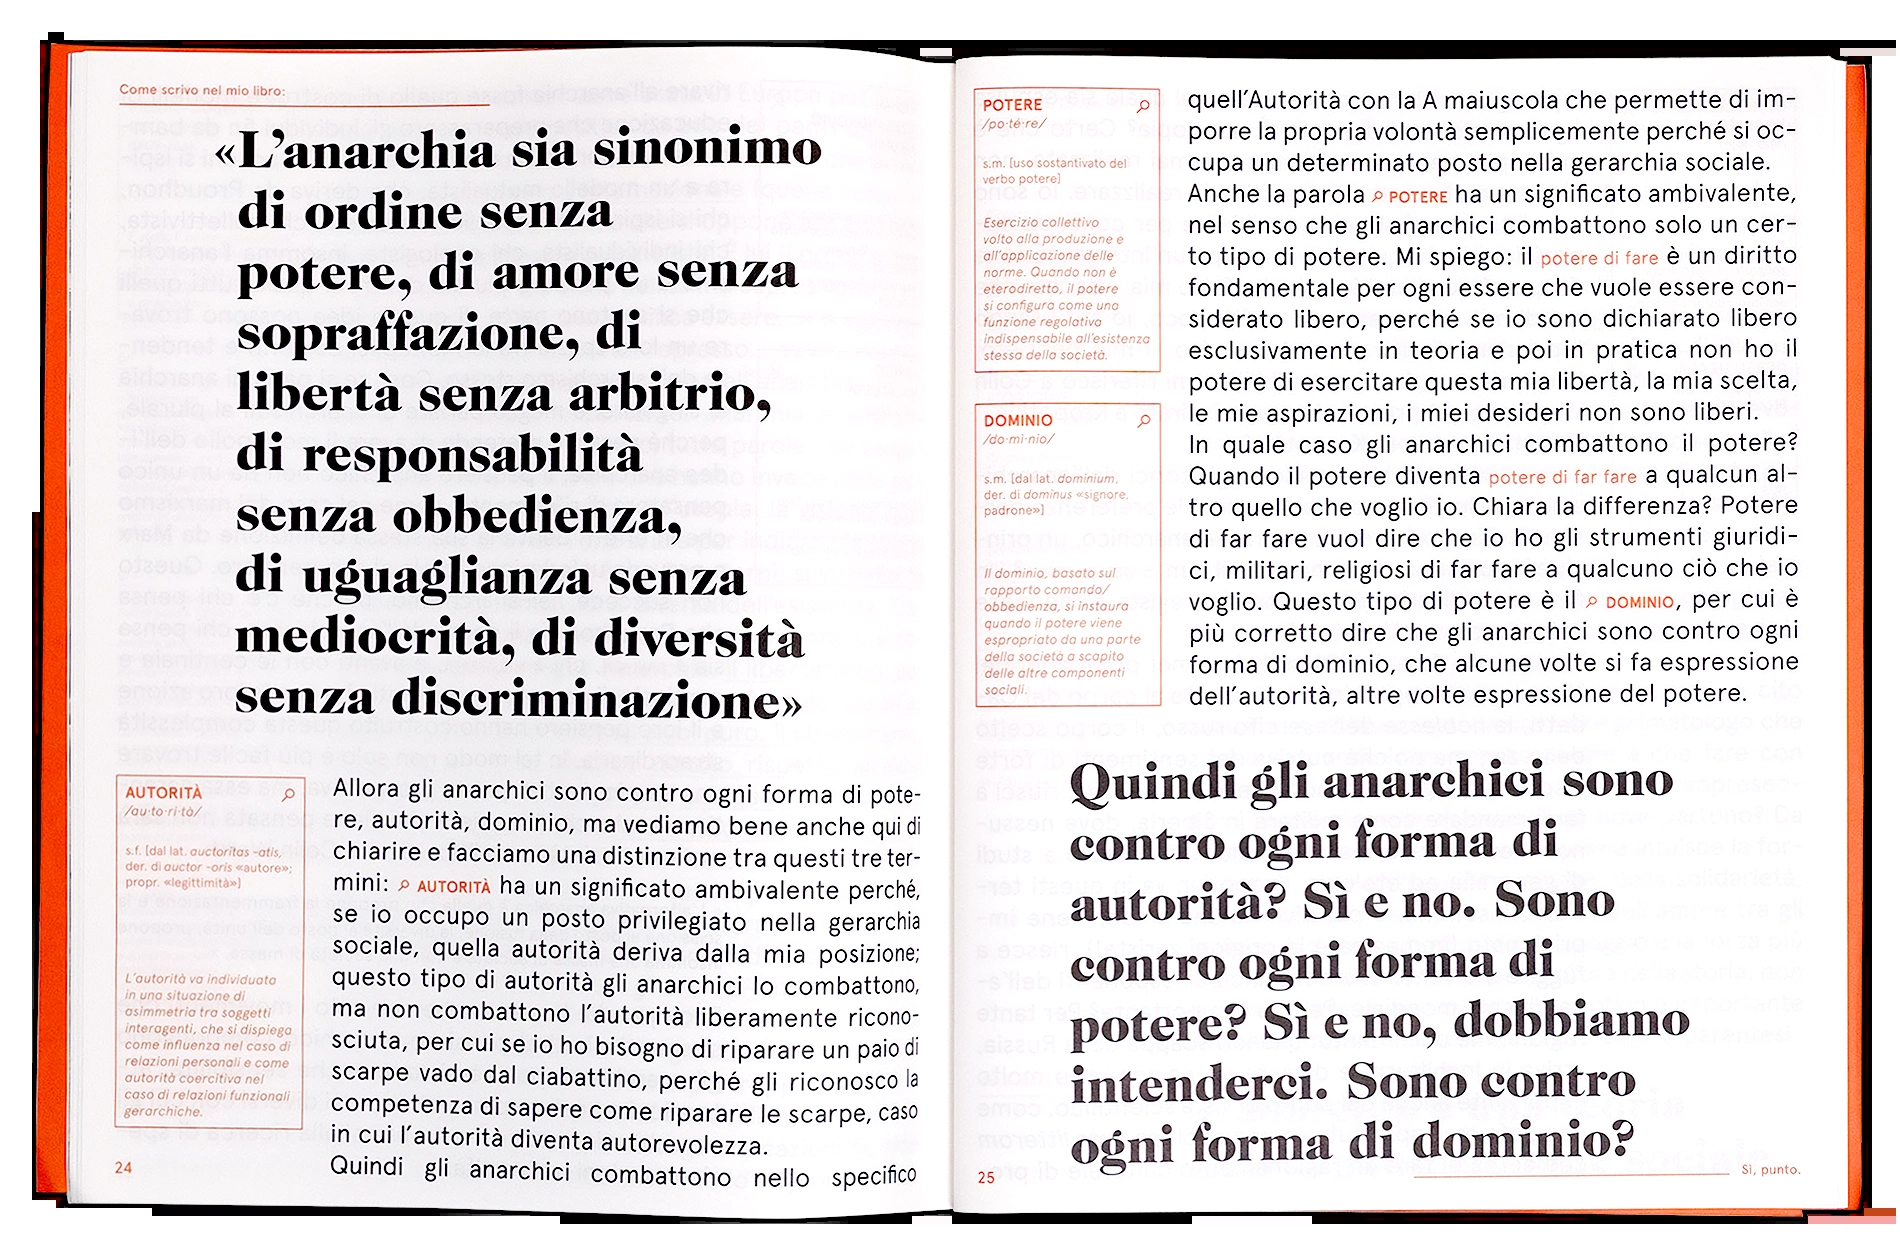 Come scrivo nel mio libro:
«L’anarchia sia sinonimo
di ordine senza
potere, di amore senza
sopraffazione, di
libertà senza arbitrio,
di responsabilità
senza obbedienza,
di uguaglianza senza
mediocrità, di diversità
senza discriminazione»
AUTORITÀ
/au·to·ri·tà/
s.f. [dal lat. auctoritas -atis,
der. di auctor -oris «autore»;
propr. «legittimità»]
L’autorità va individuata
in una situazione di
asimmetria tra soggetti
interagenti, che si dispiega
come influenza nel caso di
relazioni personali e come
autorità coercitiva nel
caso di relazioni funzionali
gerarchiche.
Allora gli anarchici sono contro ogni forma di pote-
re, autorità, dominio, ma vediamo bene anche qui di
chiarire e facciamo una distinzione tra questi tre ter-
mini: AUTORITÀ ha un significato ambivalente perché,
se io occupo un posto privilegiato nella gerarchia
sociale, quella autorità deriva dalla mia posizione;
questo tipo di autorità gli anarchici lo combattono,
ma non combattono l’autorità liberamente ricono-
sciuta, per cui se io ho bisogno di riparare un paio di
scarpe vado dal ciabattino, perché gli riconosco la
competenza di sapere come riparare le scarpe, caso
in cui l’autorità diventa autorevolezza.
Quindi gli anarchici combattono nello specifico
24
POTERE
/po·té·re/
s.m. [uso sostantivato del
verbo potere]
Esercizio collettivo
volto alla produzione e
all’applicazione delle
norme. Quando non è
eterodiretto, il potere
si configura come una
funzione regolativa
indispensabile all’esistenza
stessa della società.
DOMINIO
/do·mì·nio/
s.m. [dal lat. dominium,
der. di dominus «signore,
padrone»]
Il dominio, basato sul
rapporto comando/
obbedienza, si instaura
quando il potere viene
espropriato da una parte
della società a scapito
delle altre componenti
sociali.
quell’Autorità con la A maiuscola che permette di im-
porre la propria volontà semplicemente perché si oc-
cupa un determinato posto nella gerarchia sociale.
Anche la parola POTERE ha un significato ambivalente,
nel senso che gli anarchici combattono solo un cer-
to tipo di potere. Mi spiego: il potere di fare è un diritto
fondamentale per ogni essere che vuole essere con-
siderato libero, perché se io sono dichiarato libero
esclusivamente in teoria e poi in pratica non ho il
potere di esercitare questa mia libertà, la mia scelta,
le mie aspirazioni, i miei desideri non sono liberi.
In quale caso gli anarchici combattono il potere?
Quando il potere diventa potere di far fare a qualcun al-
tro quello che voglio io. Chiara la differenza? Potere
di far fare vuol dire che io ho gli strumenti giuridi-
ci, militari, religiosi di far fare a qualcuno ciò che io
voglio. Questo tipo di potere è il DOMINIO, per cui è
più corretto dire che gli anarchici sono contro ogni
forma di dominio, che alcune volte si fa espressione
dell’autorità, altre volte espressione del potere.
Quindi gli anarchici sono
contro ogni forma di
autorità? Sì e no. Sono
contro ogni forma di
potere? Sì e no, dobbiamo
intenderci. Sono contro
ogni forma di dominio?
Sì, punto.
25